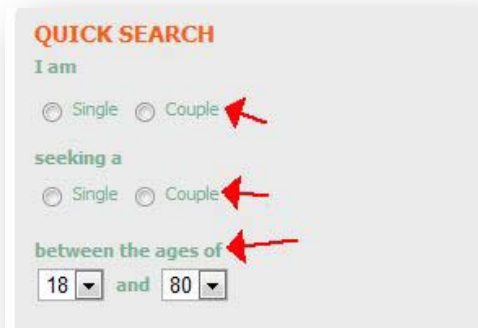 QUICK SEARCH
I am
Single Couple
seeking a
Single Couple
between the ages of
18 and 80